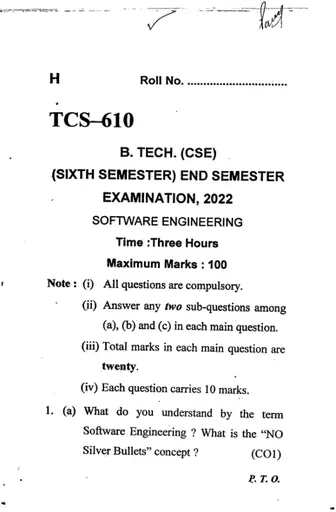 H Roll No. ................................
TCS–610
B. TECH. (CSE)
(SIXTH SEMESTER) END SEMESTER
EXAMINATION, 2022
SOFTWARE ENGINEERING
Time :Three Hours
Maximum Marks : 100
Note : (i) All questions are compulsory.
(ii) Answer any two sub-questions among
(a), (b) and (c) in each main question.
(iii) Total marks in each main question are
twenty.
(iv) Each question carries 10 marks.
1. (a) What do you understand by the term
Software Engineering ? What is the “NO
Silver Bullets” concept ? (CO1)
P. T. O.